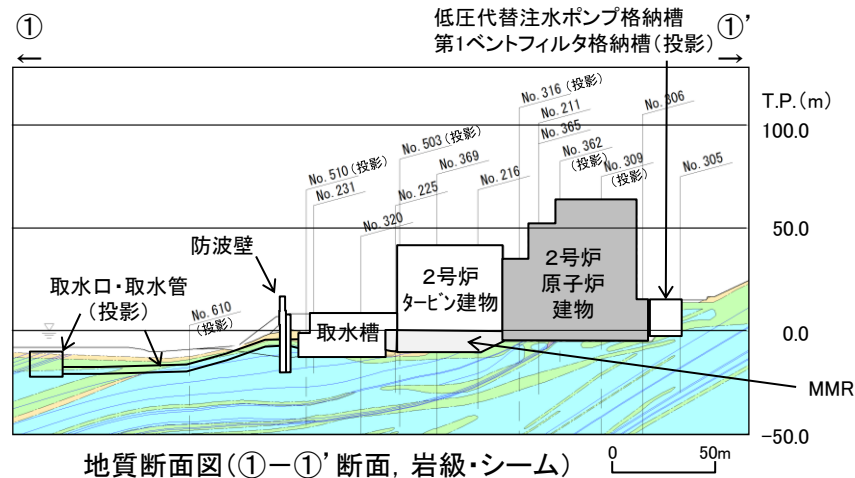 低圧代替注水ポンプ格納槽
第1ベントフィルタ格納槽(投影)
①
←
①’
→
T.P.(m)
100.0
50.0
0.0
-50.0
No. 316 (投影)
No. 211
No. 365
No. 362
(投影)
No. 309
(投影)
No. 306
No. 305
No. 503 (投影)
No. 369
No. 510 (投影)
No. 231
No. 225
No. 216
No. 320
No. 610
(投影)
防波壁
取水口・取水管
(投影)
取水槽
2号炉
タービン建物
2号炉
原子炉
建物
MMR
地質断面図(①-①’断面, 岩級・シーム)
0 50m